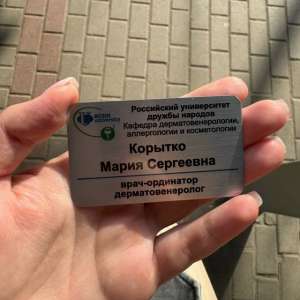 Российский университет
дружбы народов
Кафедра дерматовенерологии,
аллергологии и косметологии
Корытко
Мария Сергеевна
врач-ординатор
дерматовенеролог